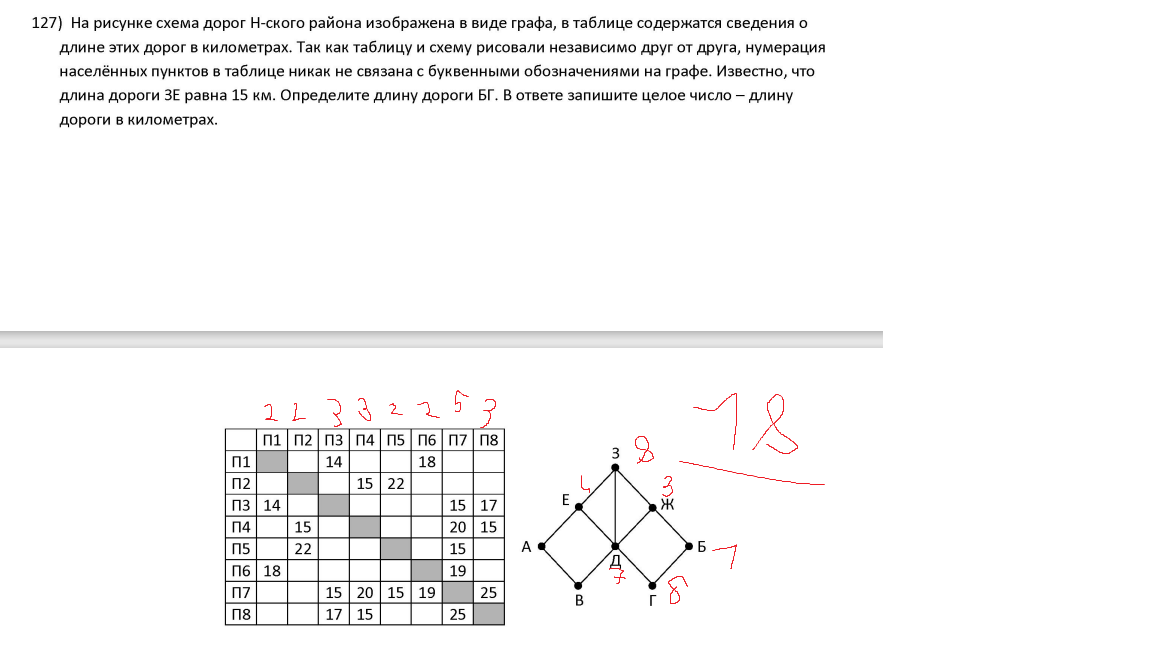 127) На рисунке схема дорог Н-ского района изображена в виде графа, в таблице содержатся сведения о
длине этих дорог в километрах. Так как таблицу и схему рисовали независимо друг от друга, нумерация
населённых пунктов в таблице никак не связана с буквенными обозначениями на графе. Известно, что
длина дороги ЗЕ равна 15 км. Определите длину дороги БГ. В ответе запишите целое число – длину
дороги в километрах.
2 2 3 3 2 2 5 3
18
П1 П2 П3 П4 П5 П6 П7 П8
П1 14 18
П2 15 22
П3 14 15 17
П4 15 20 15
П5 22 15
П6 18 19
П7 15 20 15 19 25
П8 17 15 25
З 8
4 3
Е Ж
А Б 1
Д
7
В Г 6